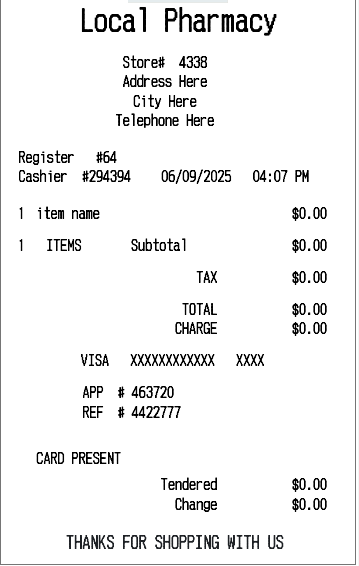 Local Pharmacy
Store# 4338
Address Here
City Here
Telephone Here
Register #64
Cashier #294394 06/09/2025 04:07 PM
1 item name $0.00
1 ITEMS Subtotal $0.00
TAX $0.00
TOTAL $0.00
CHARGE $0.00
VISA XXXXXXXXXXXX XXXX
APP # 463720
REF # 4422777
CARD PRESENT
Tendered $0.00
Change $0.00
THANKS FOR SHOPPING WITH US